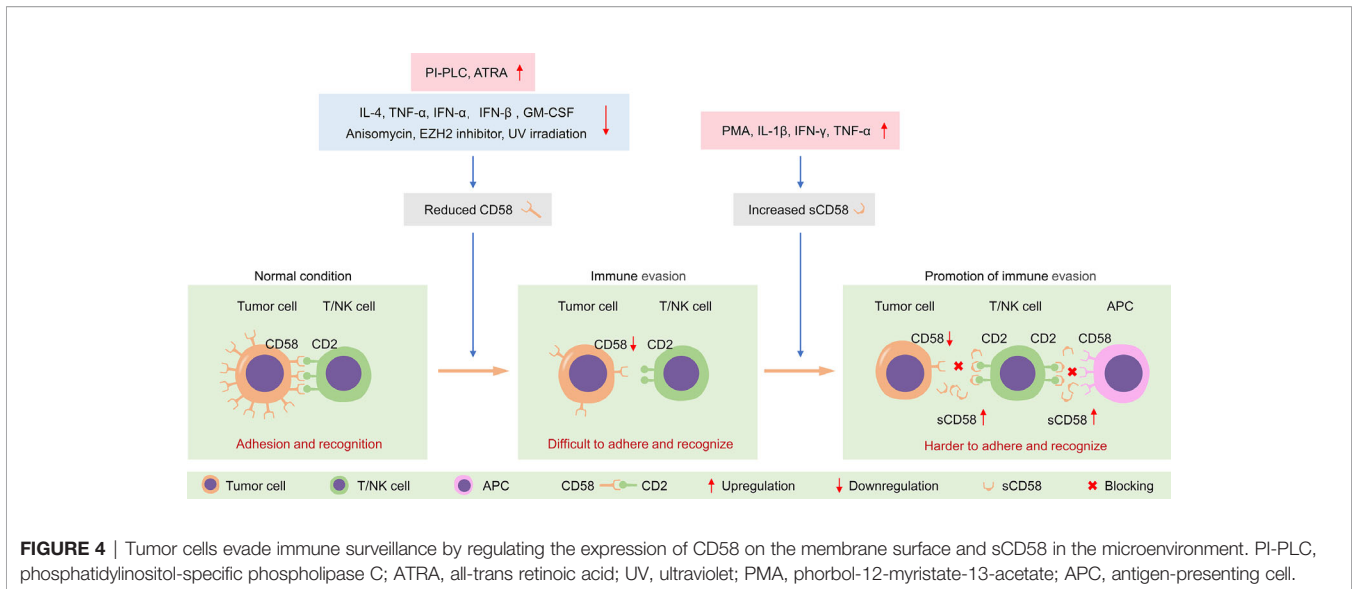 PI-PLC, ATRA
IL-4, TNF-α, IFN-α, IFN-β , GM-CSF
Anisomycin, EZH2 inhibitor, UV irradiation
PMA, IL-1β, IFN-γ, TNF-α
Reduced CD58
Increased sCD58
Normal condition
Tumor cell T/NK cell
CD58 CD2
Adhesion and recognition
Immune evasion
Tumor cell T/NK cell
CD58 CD2
Difficult to adhere and recognize
Promotion of immune evasion
Tumor cell T/NK cell APC
CD58 CD2 CD2 CD58
sCD58 sCD58
Harder to adhere and recognize
Tumor cell T/NK cell APC CD58 CD2 Upregulation Downregulation sCD58 Blocking
FIGURE 4 | Tumor cells evade immune surveillance by regulating the expression of CD58 on the membrane surface and sCD58 in the microenvironment. PI-PLC,
phosphatidylinositol-specific phospholipase C; ATRA, all-trans retinoic acid; UV, ultraviolet; PMA, phorbol-12-myristate-13-acetate; APC, antigen-presenting cell.